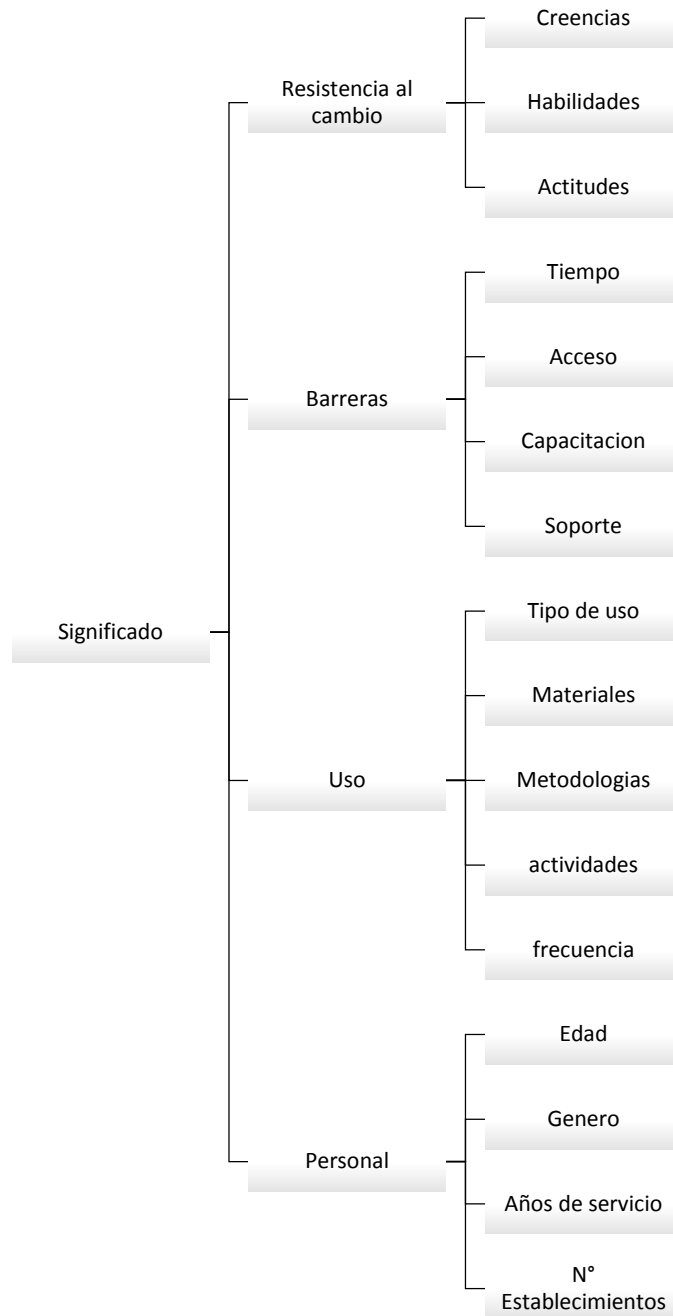 Creencias
Resistencia al
cambio
Habilidades
Actitudes
Tiempo
Acceso
Barreras
Capacitacion
Soporte
Significado
Tipo de uso
Materiales
Uso
Metodologias
actividades
frecuencia
Edad
Genero
Personal
Años de servicio
N°
Establecimientos